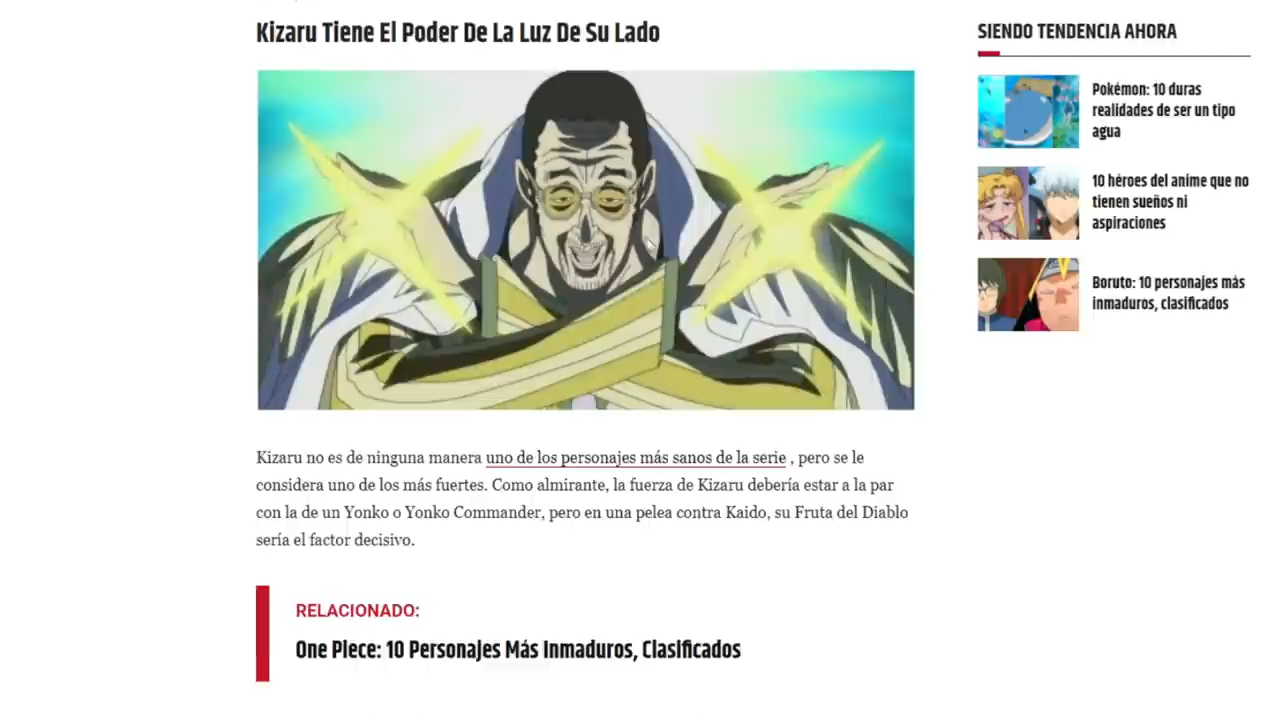 Kizaru Tiene El Poder De La Luz De Su Lado
Kizaru no es de ninguna manera uno de los personajes más sanos de la serie , pero se le
considera uno de los más fuertes. Como almirante, la fuerza de Kizaru debería estar a la par
con la de un Yonko o Yonko Commander, pero en una pelea contra Kaido, su Fruta del Diablo
sería el factor decisivo.
RELACIONADO:
One Piece: 10 Personajes Más Inmaduros, Clasificados
SIENDO TENDENCIA AHORA
Pokémon: 10 duras
realidades de ser un tipo
agua
10 héroes del anime que no
tienen sueños ni
aspiraciones
Boruto: 10 personajes más
inmaduros, clasificados